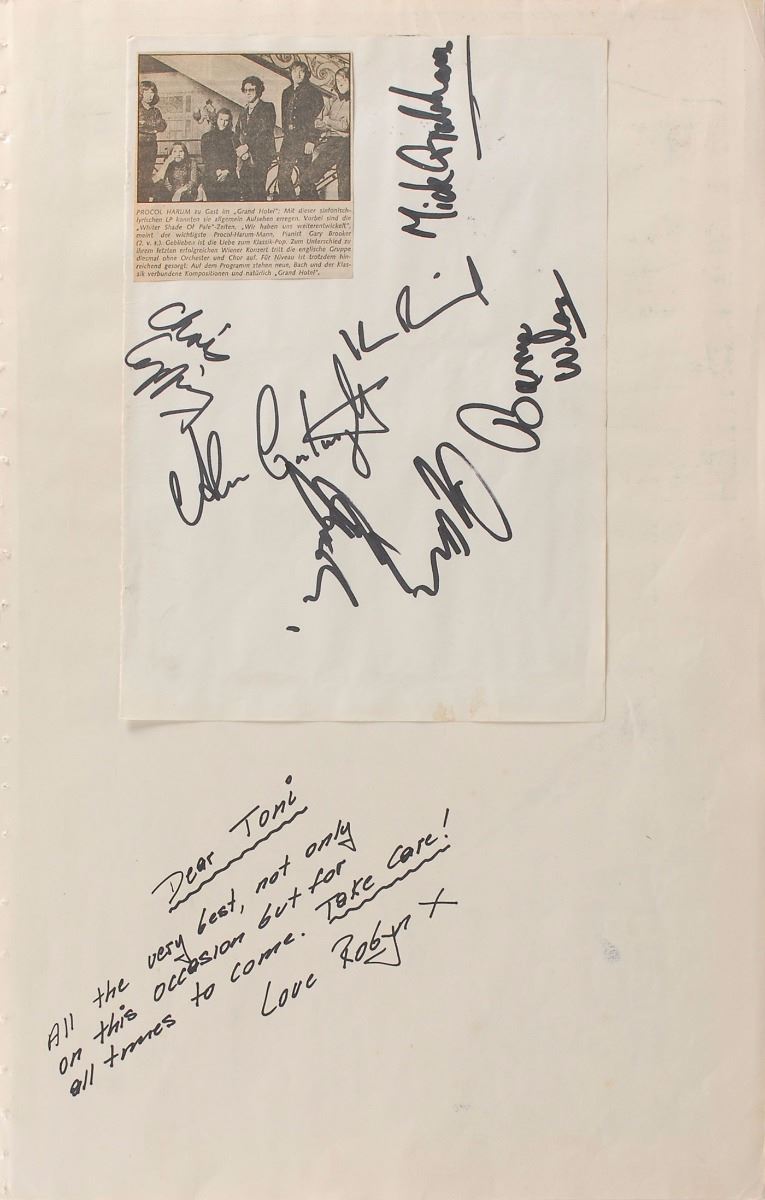 PROCOL HARUM zu Gast im „Grand Hotel“: Mit dieser sinfonisch-
lyrischen LP konnten sie allgemein Aufsehen erregen. Vorbei sind die
„Whiter Shade Of Pale“-Zeiten. „Wir haben uns weiterentwickelt“,
meint der wichtigste Procol-Harum-Mann, Pianist Gary Brooker
(2. v. r.). Geblieben ist die Liebe zum Klassik-Pop. Zum Unterschied zu
ihrem letzten erfolgreichen Wiener Konzert tritt die englische Gruppe
diesmal ohne Orchester und Chor auf. Für Niveau ist trotzdem hin-
reichend gesorgt: Auf dem Programm stehen neue, Bach und der Klas-
sik verbundene Kompositionen und natürlich „Grand Hotel“.
Mick Grabham
Chris
Barrie
Wilson
Dear Toni
All the very best, not only
on this occasion but for
all times to come. Take care!
Love Robyn X